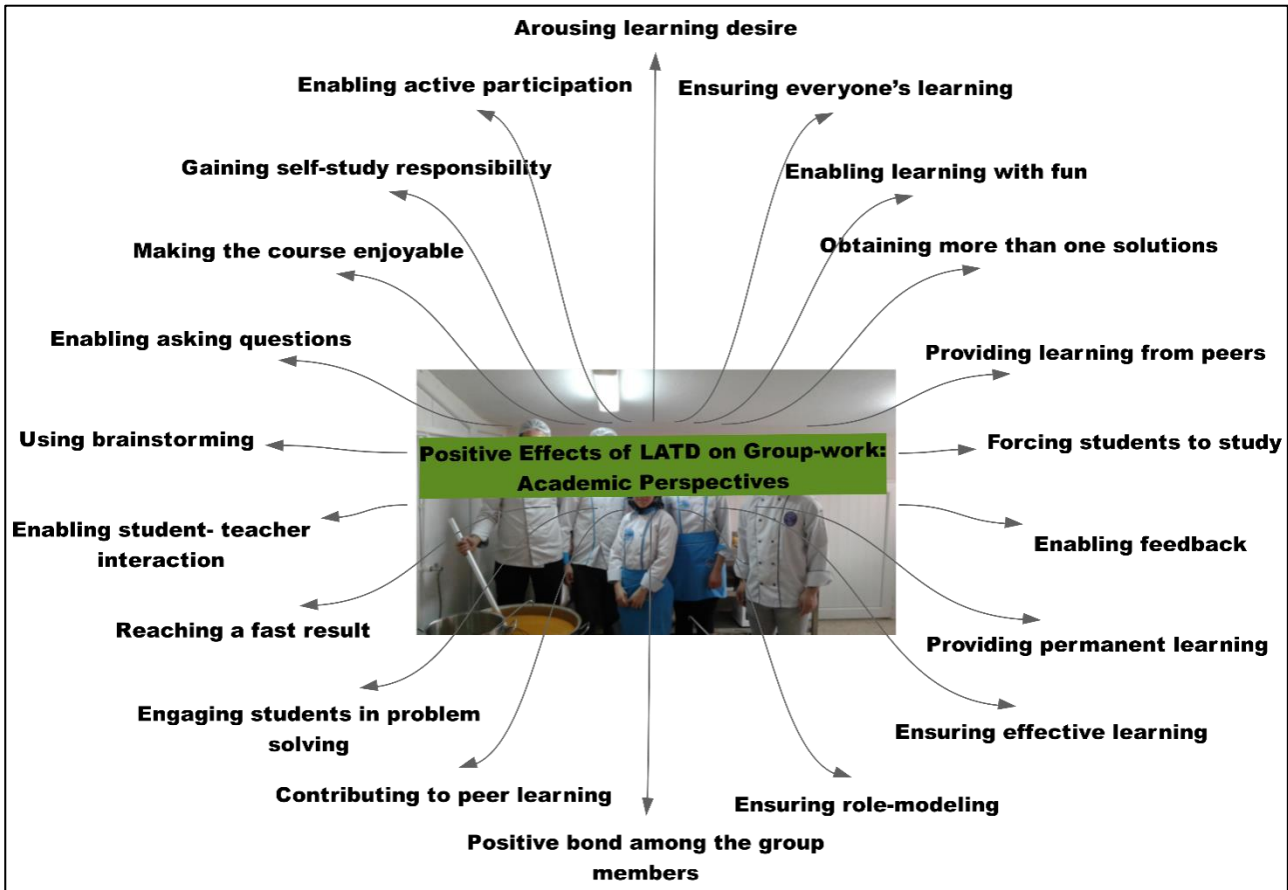 Arousing learning desire
Enabling active participation
Ensuring everyone’s learning
Gaining self-study responsibility
Enabling learning with fun
Making the course enjoyable
Obtaining more than one solutions
Enabling asking questions
Providing learning from peers
Using brainstorming
Forcing students to study
Positive Effects of LATD on Group-work:
Academic Perspectives
Enabling student- teacher
interaction
Enabling feedback
Reaching a fast result
Providing permanent learning
Engaging students in problem
solving
Ensuring effective learning
Contributing to peer learning
Ensuring role-modeling
Positive bond among the group
members